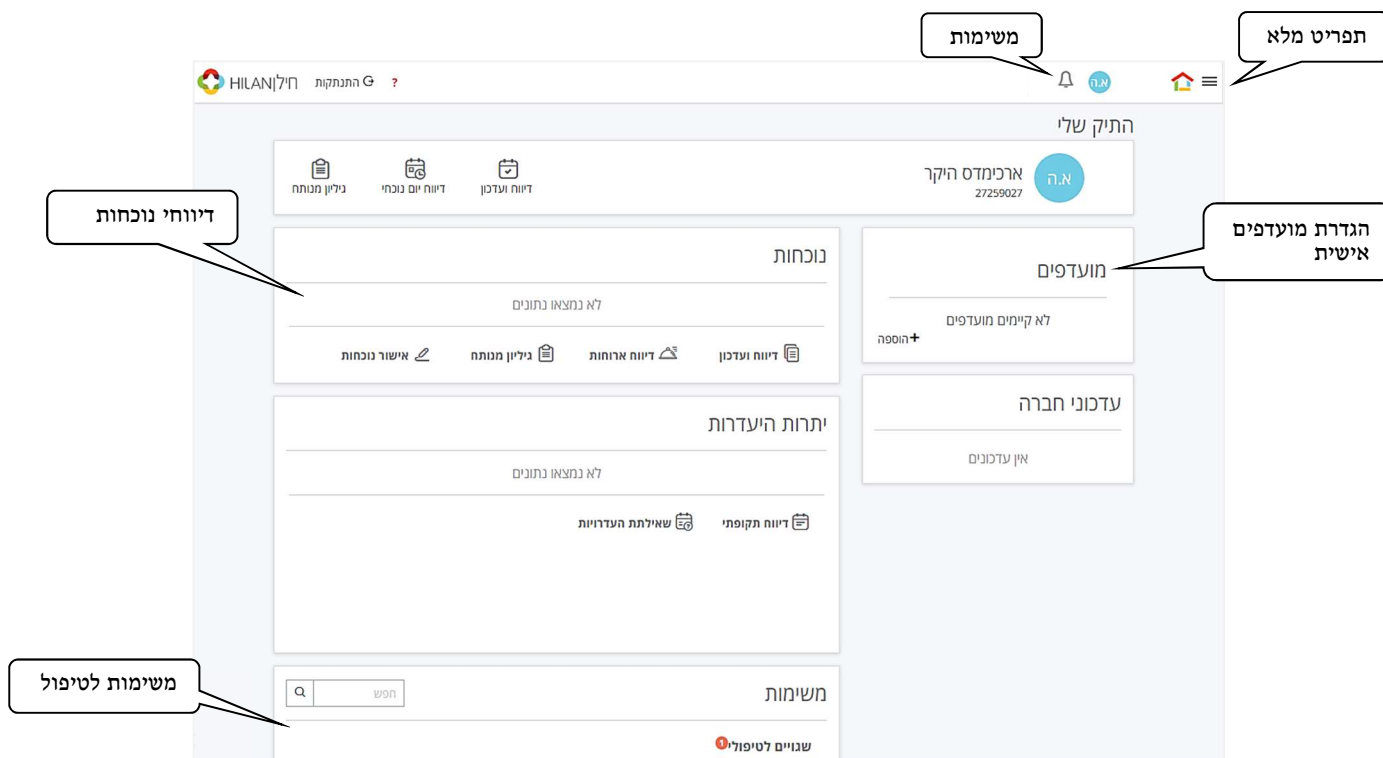 משימות
תפריט מלא
א.ה
? התנתקות חילן|HILAN
התיק שלי
א.ה
ארכימדס היקר
27259027
דיווח ועדכון
דיווח יום נוכחי
גיליון מנותח
דיווחי נוכחות
הגדרת מועדפים
אישית
מועדפים
לא קיימים מועדפים
+הוספה
נוכחות
לא נמצאו נתונים
דיווח ועדכון
דיווח ארוחות
גיליון מנותח
אישור נוכחות
עדכוני חברה
אין עדכונים
יתרות היעדרות
לא נמצאו נתונים
דיווח תקופתי
שאילתת העדרויות
משימות לטיפול
משימות
חפש
שגויים לטיפולי
1